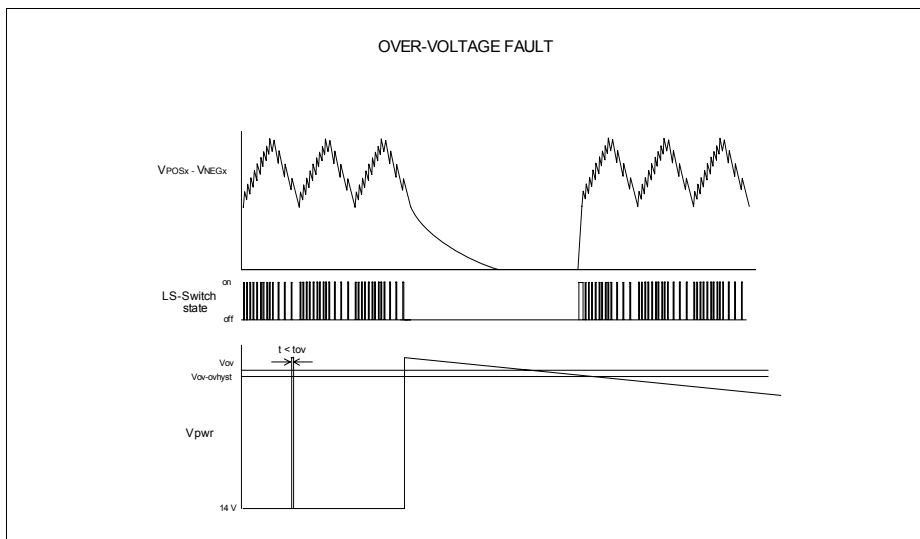 OVER-VOLTAGE FAULT
VPOSx - VNEGx
on
LS-Switch
state
off
t < tov
Vov
Vov-ovhyst
Vpwr
14 V